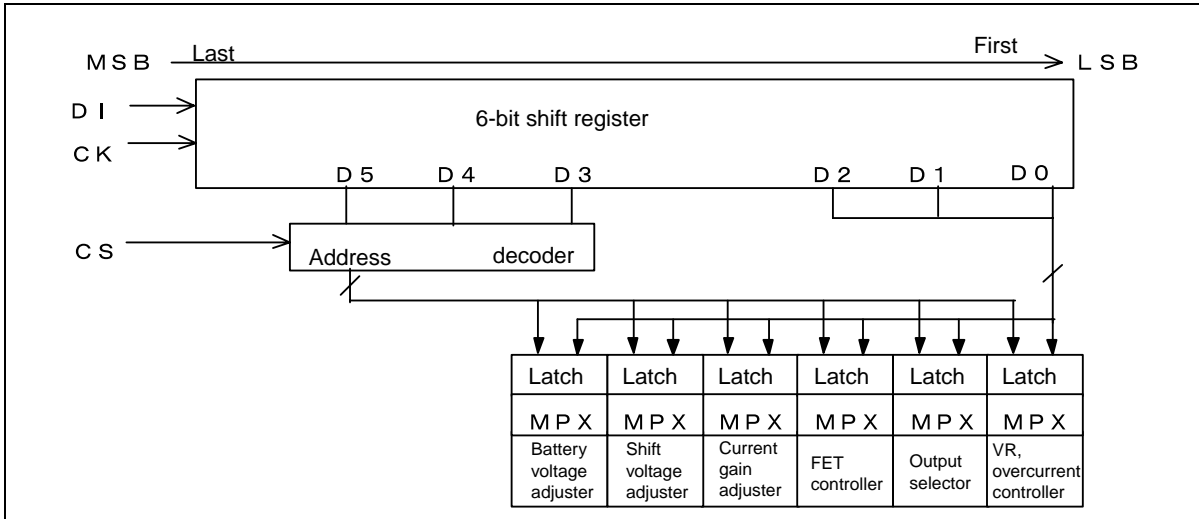 Last First
MSB LSB
DI
6-bit shift register
CK
D5 D4 D3 D2 D1 D0
CS
Address decoder
Latch Latch Latch Latch Latch Latch
MPX MPX MPX MPX MPX MPX
Battery voltage adjuster
Shift voltage adjuster
Current gain adjuster
FET controller
Output selector
VR, overcurrent controller